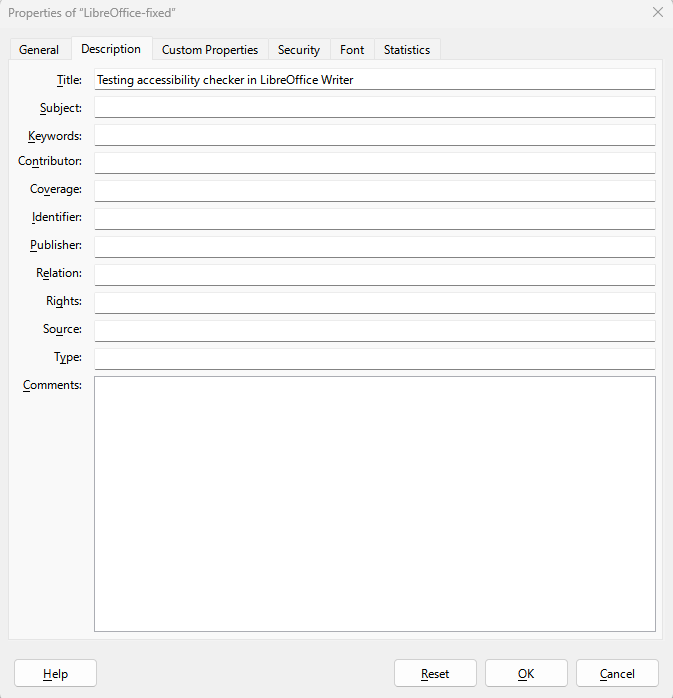 Properties of “LibreOffice-fixed”
General Description Custom Properties Security Font Statistics
Title: Testing accessibility checker in LibreOffice Writer
Subject:
Keywords:
Contributor:
Coverage:
Identifier:
Publisher:
Relation:
Rights:
Source:
Type:
Comments:
Help Reset OK Cancel